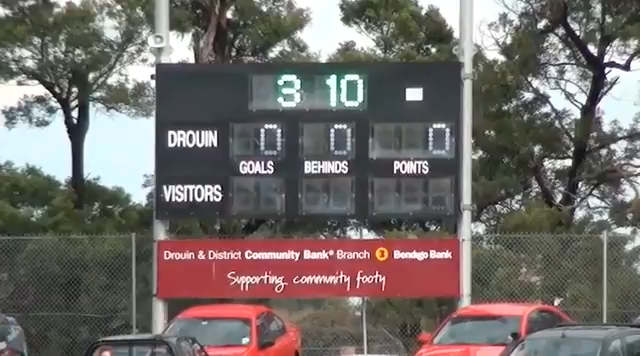 3 10
DROUIN 0 0 0
GOALS BEHINDS POINTS
VISITORS
Drouin & District Community Bank® Branch Bendigo Bank
Supporting community footy